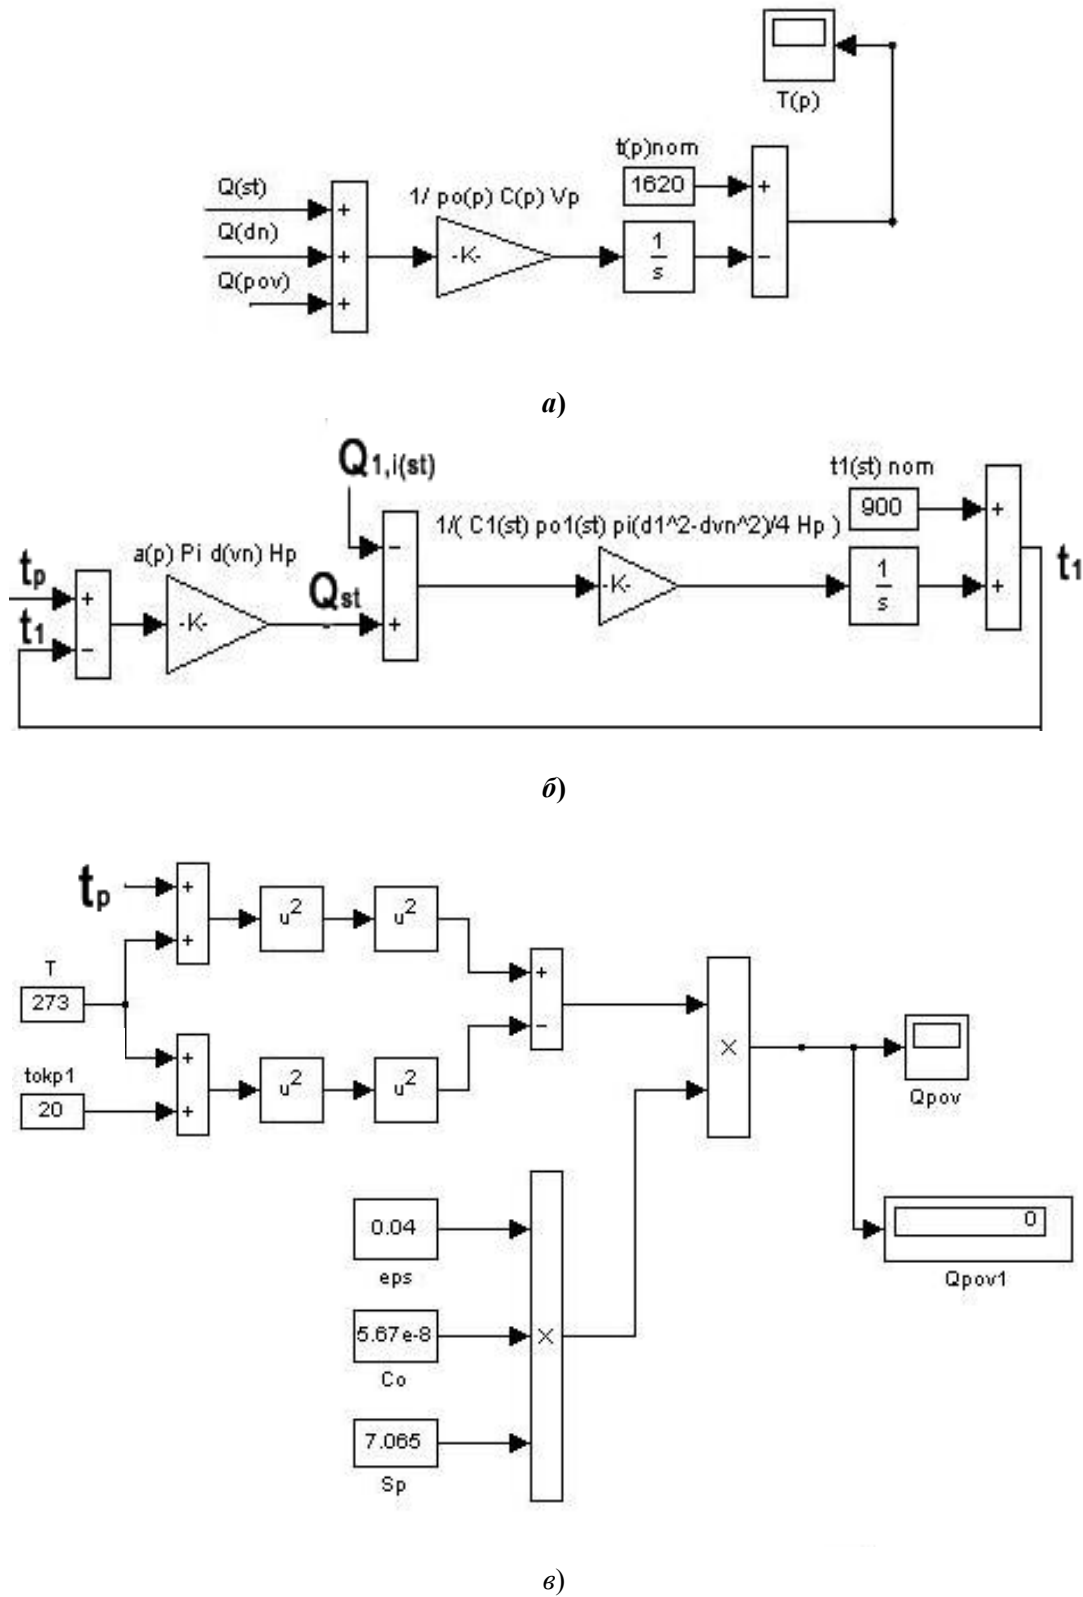 T(p)
t(p)nom
1620
+
−
1/ po(p) C(p) Vp
-K-
1
s
Q(st)
+
Q(dn)
+
Q(pov)
+
а)
Q1,i(st)
t1(st) nom
900
+
1/( C1(st) po1(st) pi(d1^2-dvn^2)/4 Hp )
−
-K-
1
s
+
t1
a(p) Pi d(vn) Hp
tp
+
-K-
Qst
+
t1
−
б)
tp
+
+
u2
u2
T
273
+
−
×
Qpov
tokp1
20
+
+
u2
u2
0.04
eps
0
Qpov1
5.67e-8
Co
×
7.065
Sp
в)